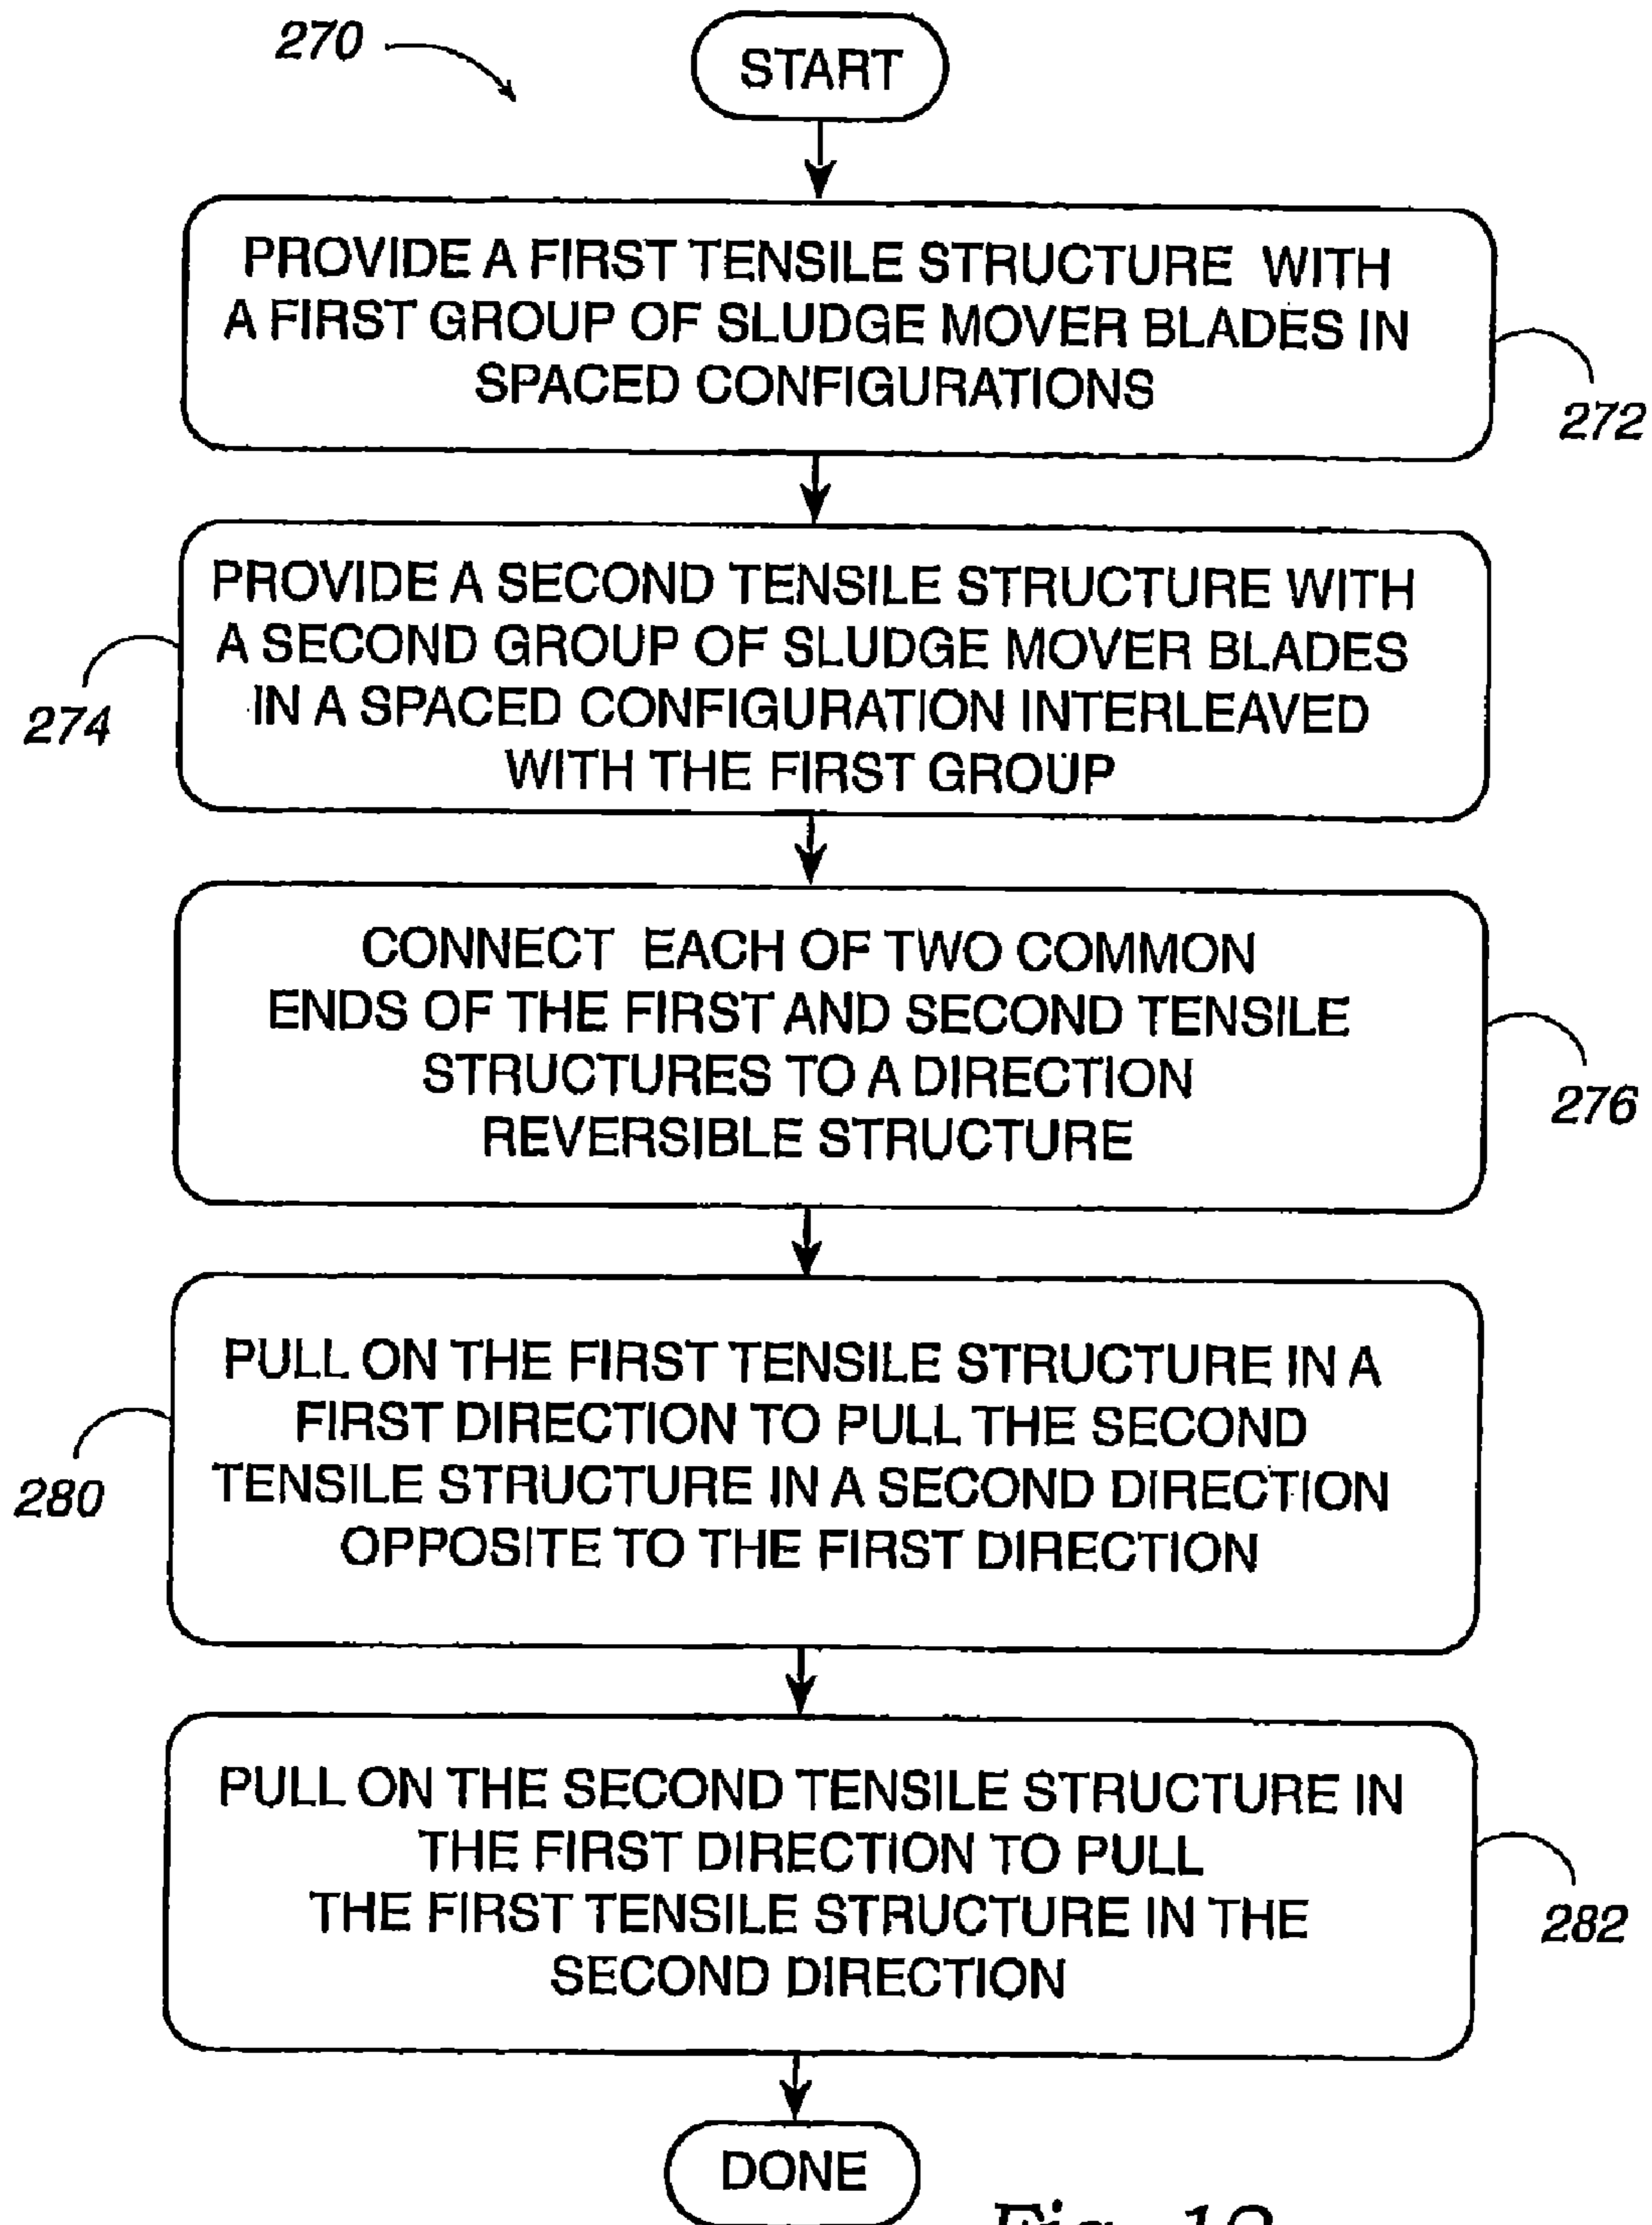 270
START
PROVIDE A FIRST TENSILE STRUCTURE WITH
A FIRST GROUP OF SLUDGE MOVER BLADES IN
SPACED CONFIGURATIONS
272
PROVIDE A SECOND TENSILE STRUCTURE WITH
A SECOND GROUP OF SLUDGE MOVER BLADES
IN A SPACED CONFIGURATION INTERLEAVED
WITH THE FIRST GROUP
274
CONNECT EACH OF TWO COMMON
ENDS OF THE FIRST AND SECOND TENSILE
STRUCTURES TO A DIRECTION
REVERSIBLE STRUCTURE
276
PULL ON THE FIRST TENSILE STRUCTURE IN A
FIRST DIRECTION TO PULL THE SECOND
TENSILE STRUCTURE IN A SECOND DIRECTION
OPPOSITE TO THE FIRST DIRECTION
280
PULL ON THE SECOND TENSILE STRUCTURE IN
THE FIRST DIRECTION TO PULL
THE FIRST TENSILE STRUCTURE IN THE
SECOND DIRECTION
282
DONE
Fig.